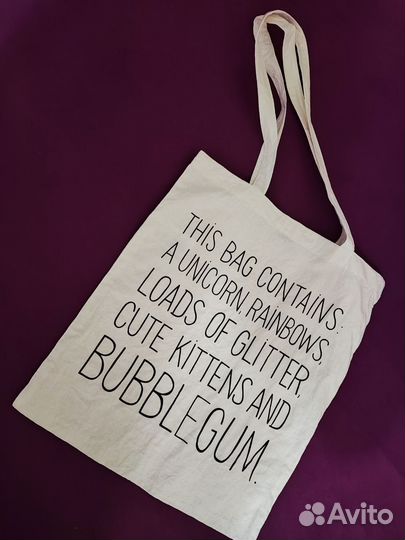 THIS BAG CONTAINS:
A UNICORN RAINBOWS,
LOADS OF GLITTER,
CUTE KITTENS AND
BUBBLEGUM.
Avito